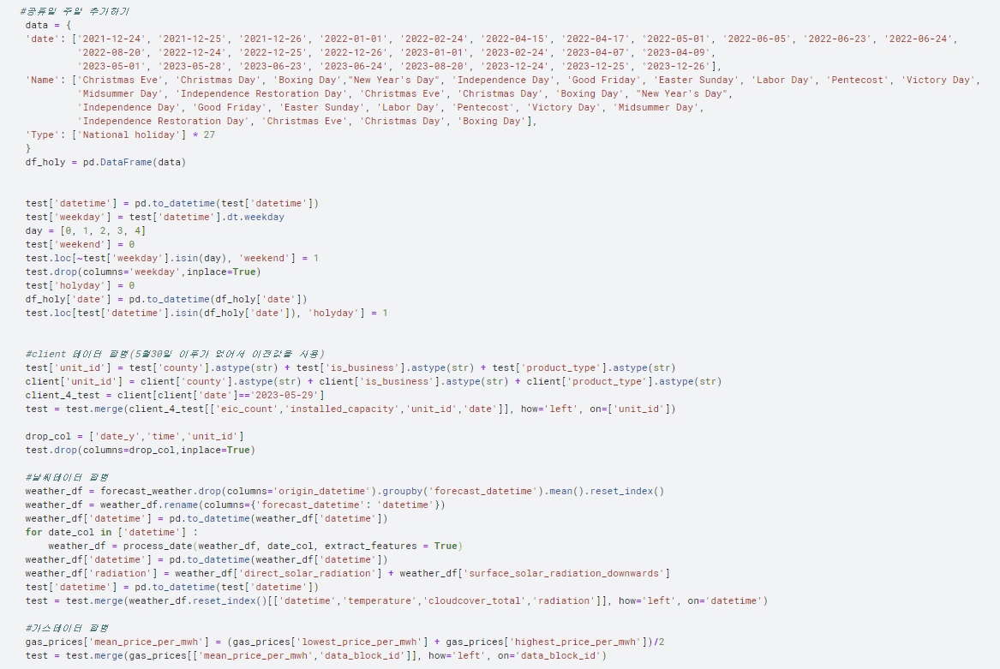 #공휴일 주말 추가하기
data = {
'date': ['2021-12-24', '2021-12-25', '2021-12-26', '2022-01-01', '2022-02-24', '2022-04-15', '2022-04-17', '2022-05-01', '2022-06-05', '2022-06-23', '2022-06-24',
'2022-08-20', '2022-12-24', '2022-12-25', '2022-12-26', '2023-01-01', '2023-02-24', '2023-04-07', '2023-04-09',
'2023-05-01', '2023-05-28', '2023-06-23', '2023-06-24', '2023-08-20', '2023-12-24', '2023-12-25', '2023-12-26'],
'Name': ['Christmas Eve', 'Christmas Day', 'Boxing Day',"New Year's Day", 'Independence Day', 'Good Friday', 'Easter Sunday', 'Labor Day', 'Pentecost', 'Victory Day',
'Midsummer Day', 'Independence Restoration Day', 'Christmas Eve', 'Christmas Day', 'Boxing Day', "New Year's Day",
'Independence Day', 'Good Friday', 'Easter Sunday', 'Labor Day', 'Pentecost', 'Victory Day', 'Midsummer Day',
'Independence Restoration Day', 'Christmas Eve', 'Christmas Day', 'Boxing Day'],
'Type': ['National holiday'] * 27
}
df_holy = pd.DataFrame(data)
test['datetime'] = pd.to_datetime(test['datetime'])
test['weekday'] = test['datetime'].dt.weekday
day = [0, 1, 2, 3, 4]
test['weekend'] = 0
test.loc[~test['weekday'].isin(day), 'weekend'] = 1
test.drop(columns='weekday',inplace=True)
test['holyday'] = 0
df_holy['date'] = pd.to_datetime(df_holy['date'])
test.loc[test['datetime'].isin(df_holy['date']), 'holyday'] = 1
#client 데이터 팝병(5월30일 이후가 없어서 이전값을 사용)
test['unit_id'] = test['county'].astype(str) + test['is_business'].astype(str) + test['product_type'].astype(str)
client['unit_id'] = client['county'].astype(str) + client['is_business'].astype(str) + client['product_type'].astype(str)
client_4_test = client[client['date']=='2023-05-29']
test = test.merge(client_4_test[['eic_count','installed_capacity','unit_id','date']], how='left', on=['unit_id'])
drop_col = ['date_y','time','unit_id']
test.drop(columns=drop_col,inplace=True)
#날씨데이터 팝병
weather_df = forecast_weather.drop(columns='origin_datetime').groupby('forecast_datetime').mean().reset_index()
weather_df = weather_df.rename(columns={'forecast_datetime': 'datetime'})
weather_df['datetime'] = pd.to_datetime(weather_df['datetime'])
for date_col in ['datetime'] :
weather_df = process_date(weather_df, date_col, extract_features = True)
weather_df['datetime'] = pd.to_datetime(weather_df['datetime'])
weather_df['radiation'] = weather_df['direct_solar_radiation'] + weather_df['surface_solar_radiation_downwards']
test['datetime'] = pd.to_datetime(test['datetime'])
test = test.merge(weather_df.reset_index()[['datetime','temperature','cloudcover_total','radiation']], how='left', on='datetime')
#가스데이터 팝병
gas_prices['mean_price_per_mwh'] = (gas_prices['lowest_price_per_mwh'] + gas_prices['highest_price_per_mwh'])/2
test = test.merge(gas_prices[['mean_price_per_mwh','data_block_id']], how='left', on='data_block_id')